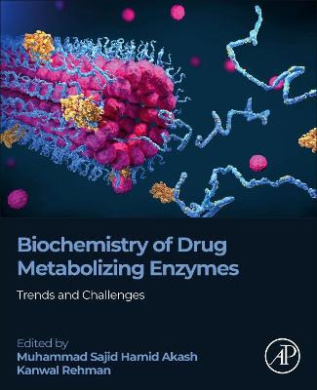 Biochemistry of Drug
Metabolizing Enzymes
Trends and Challenges
Edited by
Muhammad Sajid Hamid Akash
Kanwal Rehman
AP